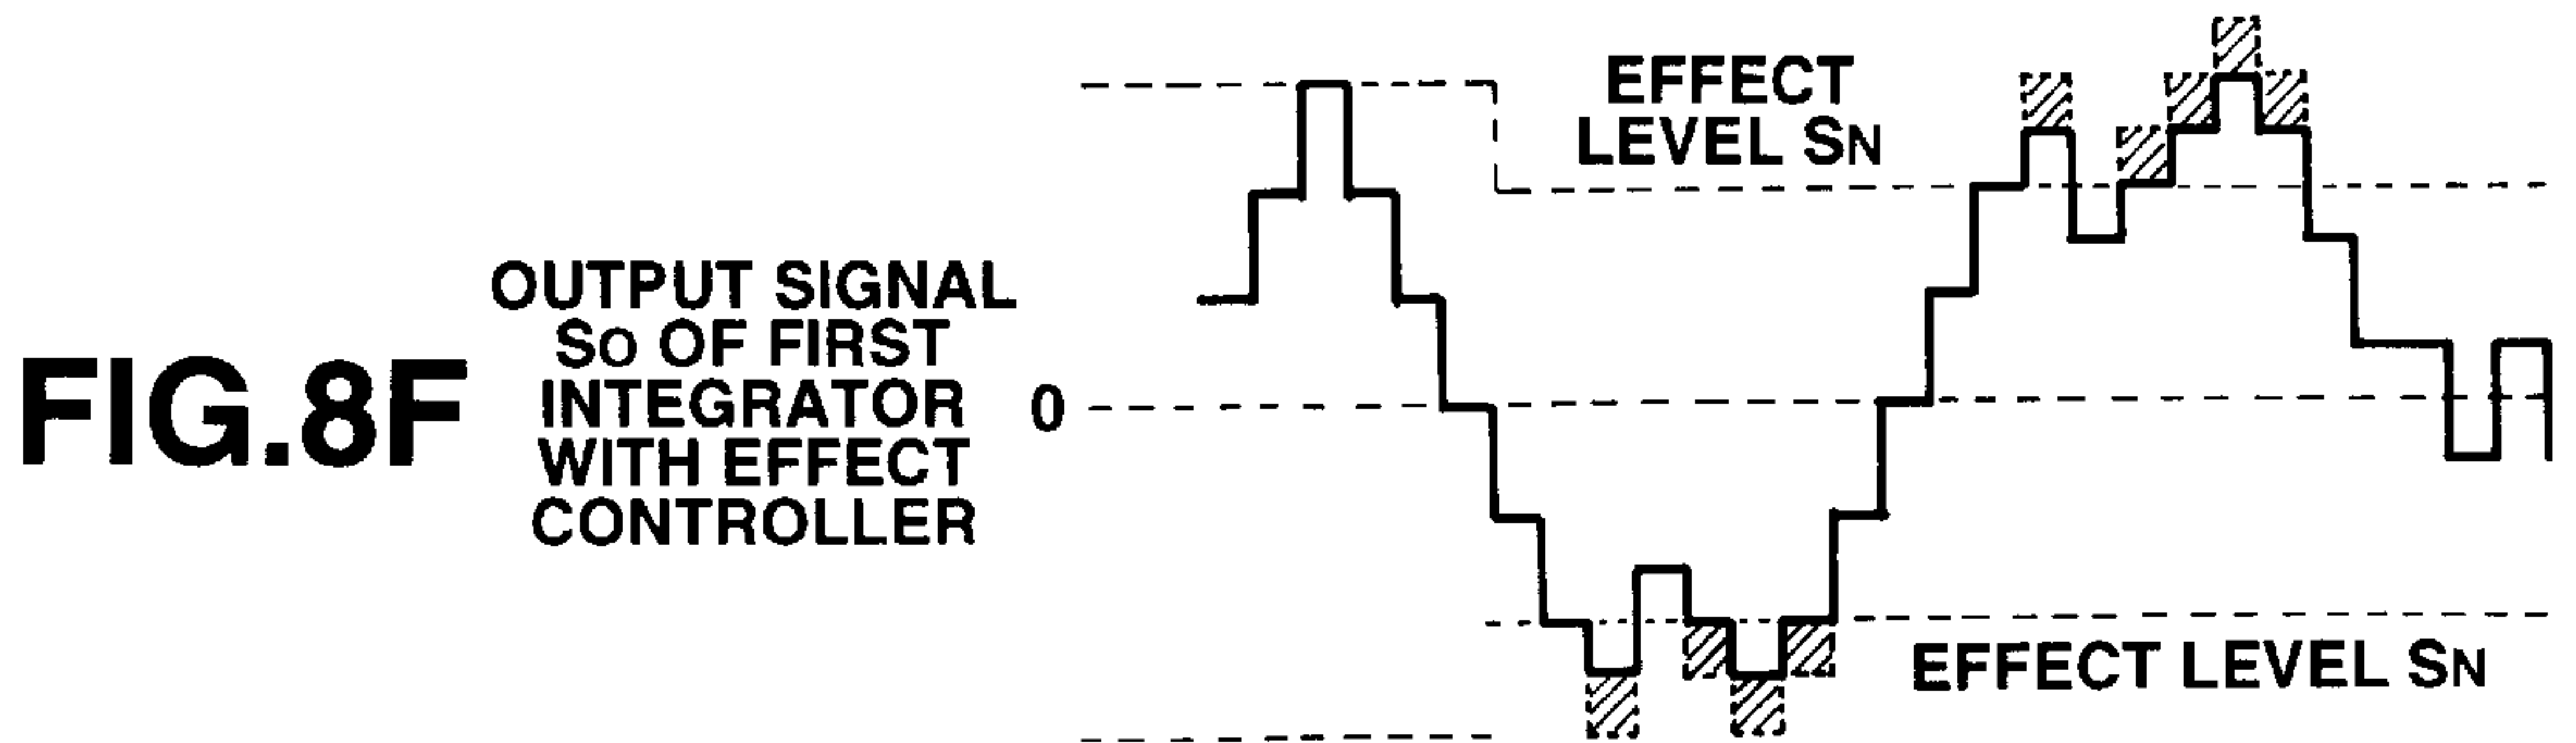 FIG.8F
OUTPUT SIGNAL
SO OF FIRST
INTEGRATOR
WITH EFFECT
CONTROLLER
0
EFFECT
LEVEL SN
EFFECT LEVEL SN